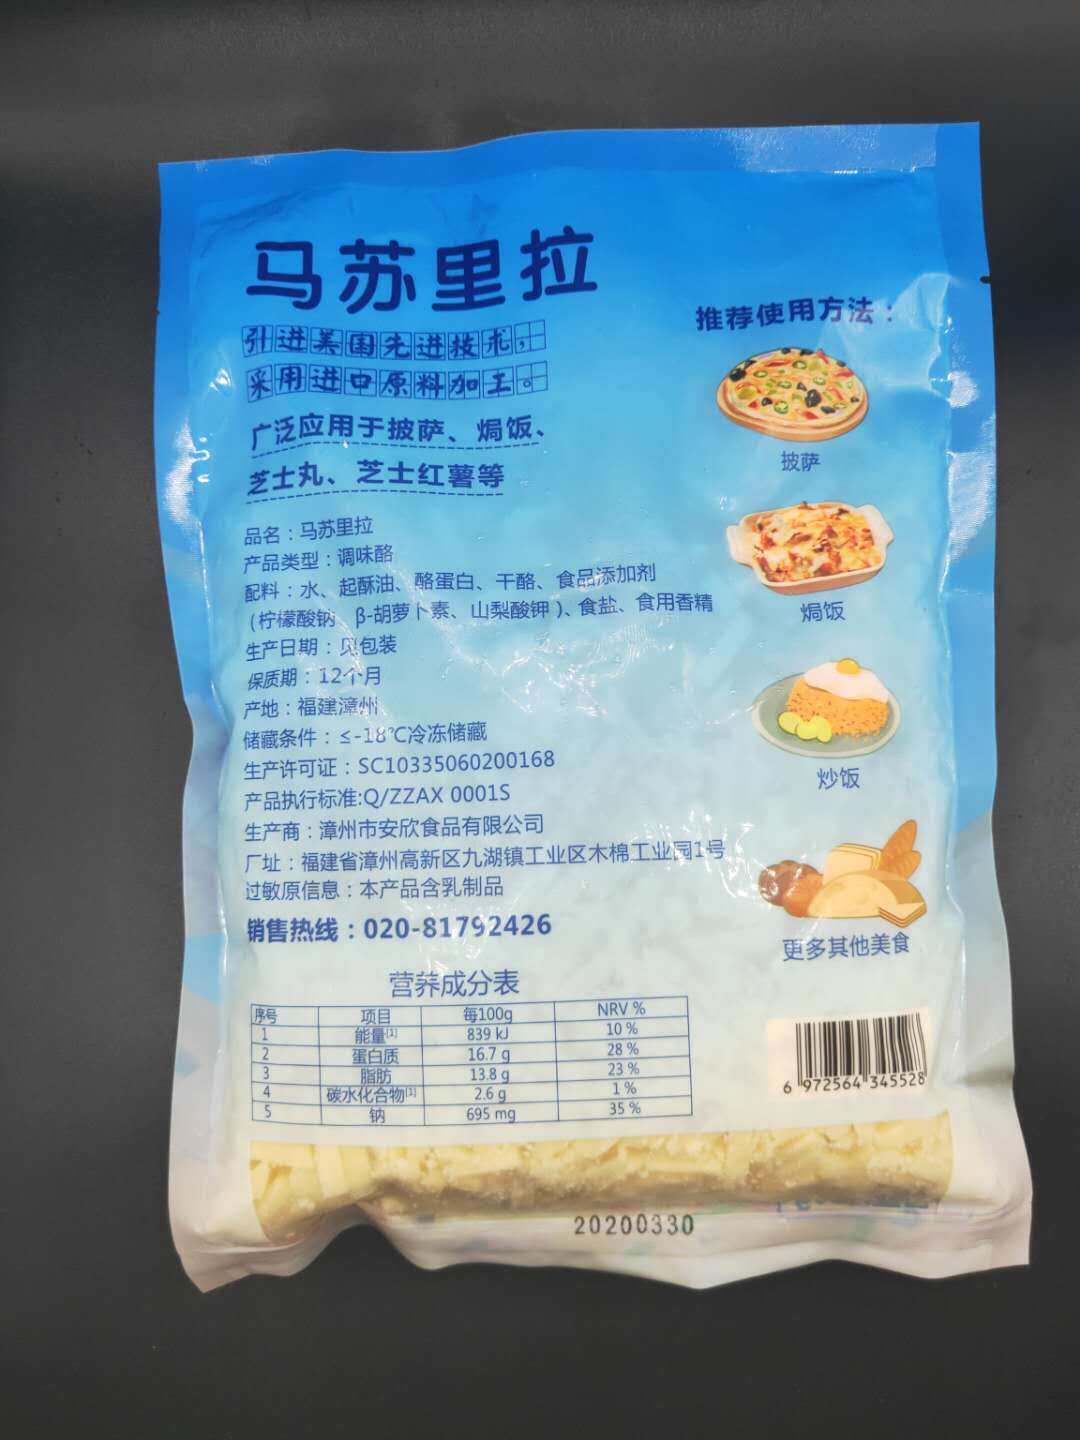 马苏里拉
引进美国先进技术,
采用进口原料加工。
广泛应用于披萨、焗饭、
芝士丸、芝士红薯等
品名：马苏里拉
产品类型：调味酪
配料：水、起酥油、酪蛋白、干酪、食品添加剂
(柠檬酸钠 β-胡萝卜素、山梨酸钾)、食盐、食用香精
生产日期：见包装
保质期：12个月
产地：福建漳州
储藏条件：≤-18℃冷冻储藏
生产许可证：SC10335060200168
产品执行标准:Q/ZZAX 0001S
生产商：漳州市安欣食品有限公司
厂址：福建省漳州高新区九湖镇工业区木棉工业园1号
过敏原信息：本产品含乳制品
销售热线：020-81792426
营养成分表
序号 项目 每100g NRV %
1 能量[1] 839 kJ 10 %
2 蛋白质 16.7 g 28 %
3 脂肪 13.8 g 23 %
4 碳水化合物[1] 2.6 g 1 %
5 钠 695 mg 35 %
推荐使用方法：
披萨
焗饭
炒饭
更多其他美食
6 972564 345528
20200330